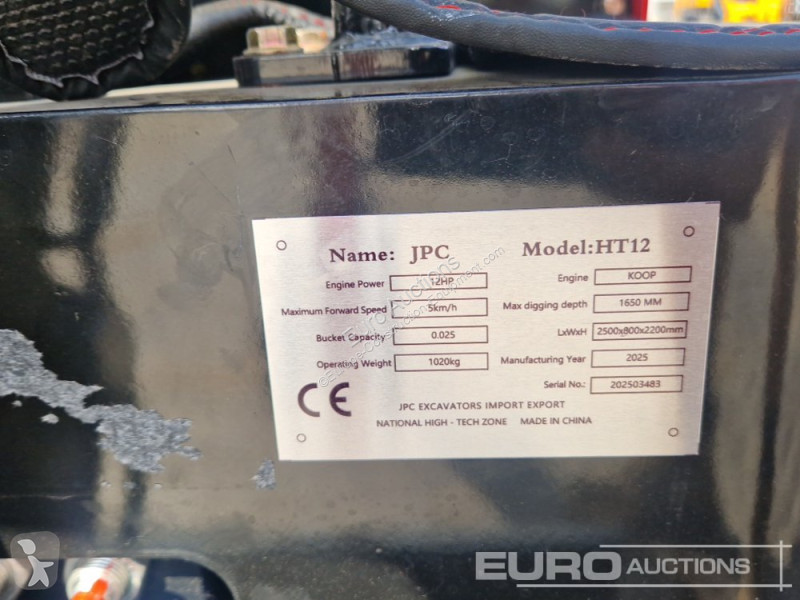 Name: JPC Model:HT12
Engine Power 12HP Engine KOOP
Maximum Forward Speed 5km/h Max digging depth 1650 MM
Bucket Capacity 0.025 LxWxH 2500x800x2200mm
Operating Weight 1020kg Manufacturing Year 2025
Serial No.: 202503483
CE
JPC EXCAVATORS IMPORT EXPORT
NATIONAL HIGH - TECH ZONE MADE IN CHINA
Euro Auctions
EURO AUCTIONS